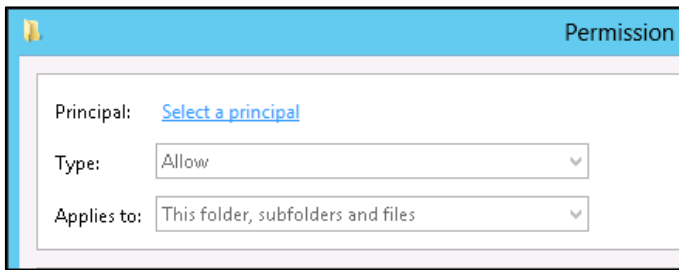 Permission
Principal: Select a principal
Type: Allow
Applies to: This folder, subfolders and files